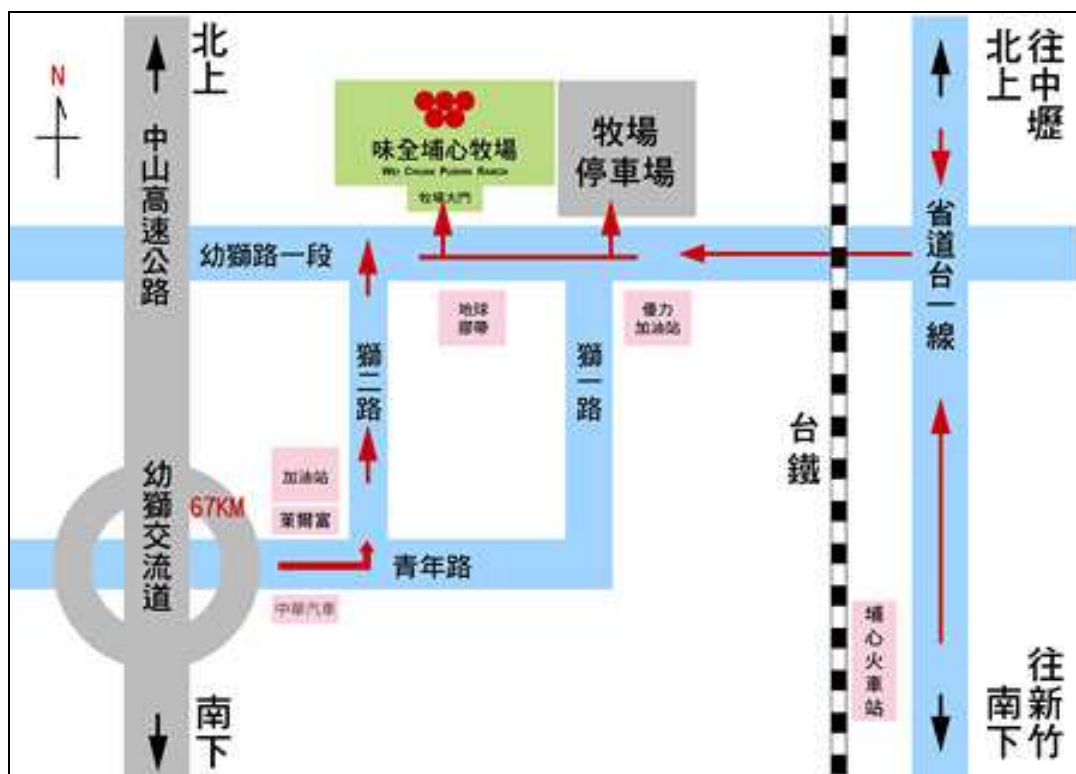 N
北上
中山高速公路
幼獅交流道
67KM
南下
味全埔心牧場
WEI CHUAN PUSHIN RANCH
牧場大門
牧場
停車場
幼獅路一段
地球
膠帶
優力
加油站
獅二路
獅一路
加油站
萊爾富
青年路
中華汽車
台鐵
埔心火車站
往中壢
北上
省道台一線
往新竹
南下